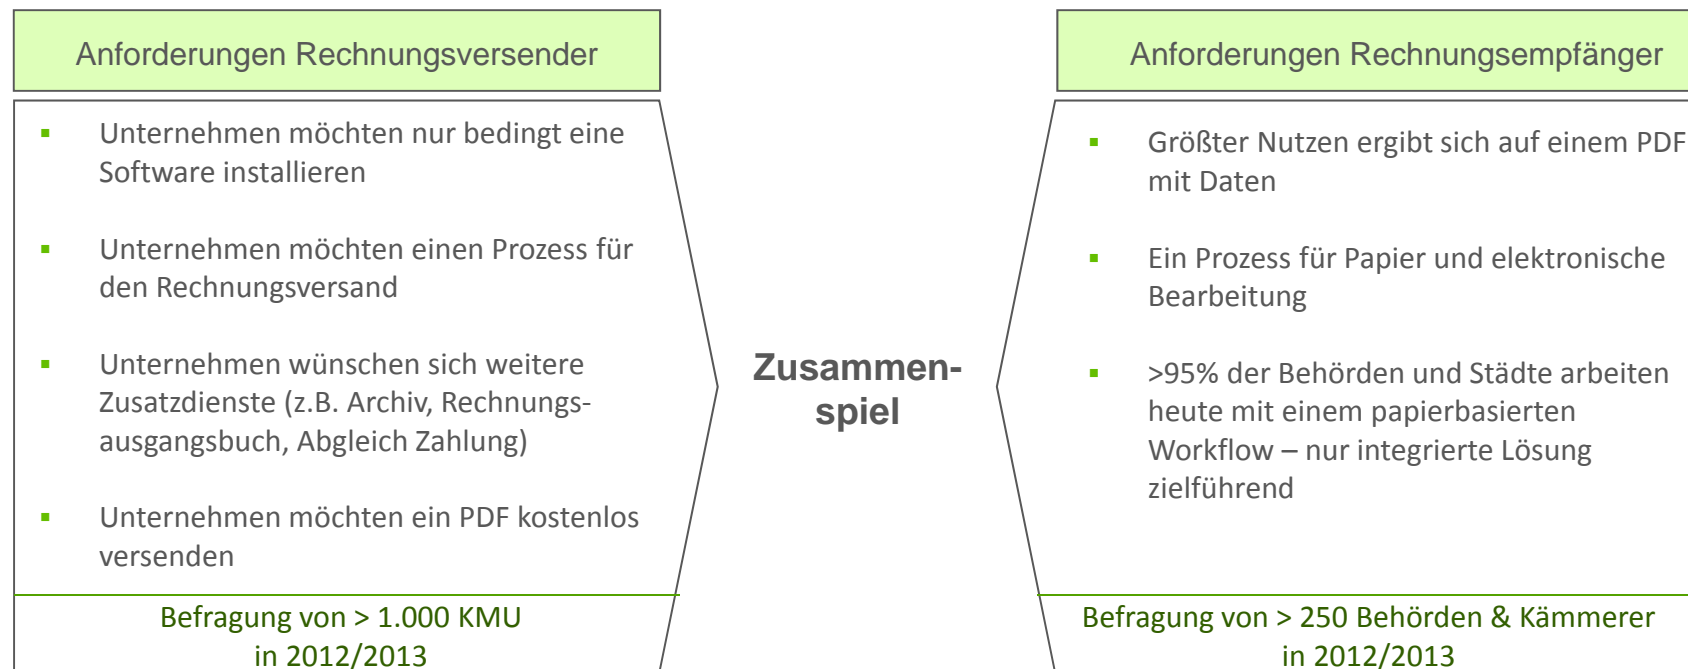 Anforderungen Rechnungsversender
Unternehmen möchten nur bedingt eine
Software installieren
Unternehmen möchten einen Prozess für
den Rechnungsversand
Unternehmen wünschen sich weitere
Zusatzdienste (z.B. Archiv, Rechnungs-
ausgangsbuch, Abgleich Zahlung)
Unternehmen möchten ein PDF kostenlos
versenden
Befragung von > 1.000 KMU
in 2012/2013
Zusammen-
spiel
Anforderungen Rechnungsempfänger
Größter Nutzen ergibt sich auf einem PDF
mit Daten
Ein Prozess für Papier und elektronische
Bearbeitung
>95% der Behörden und Städte arbeiten
heute mit einem papierbasierten
Workflow – nur integrierte Lösung
zielführend
Befragung von > 250 Behörden & Kämmerer
in 2012/2013